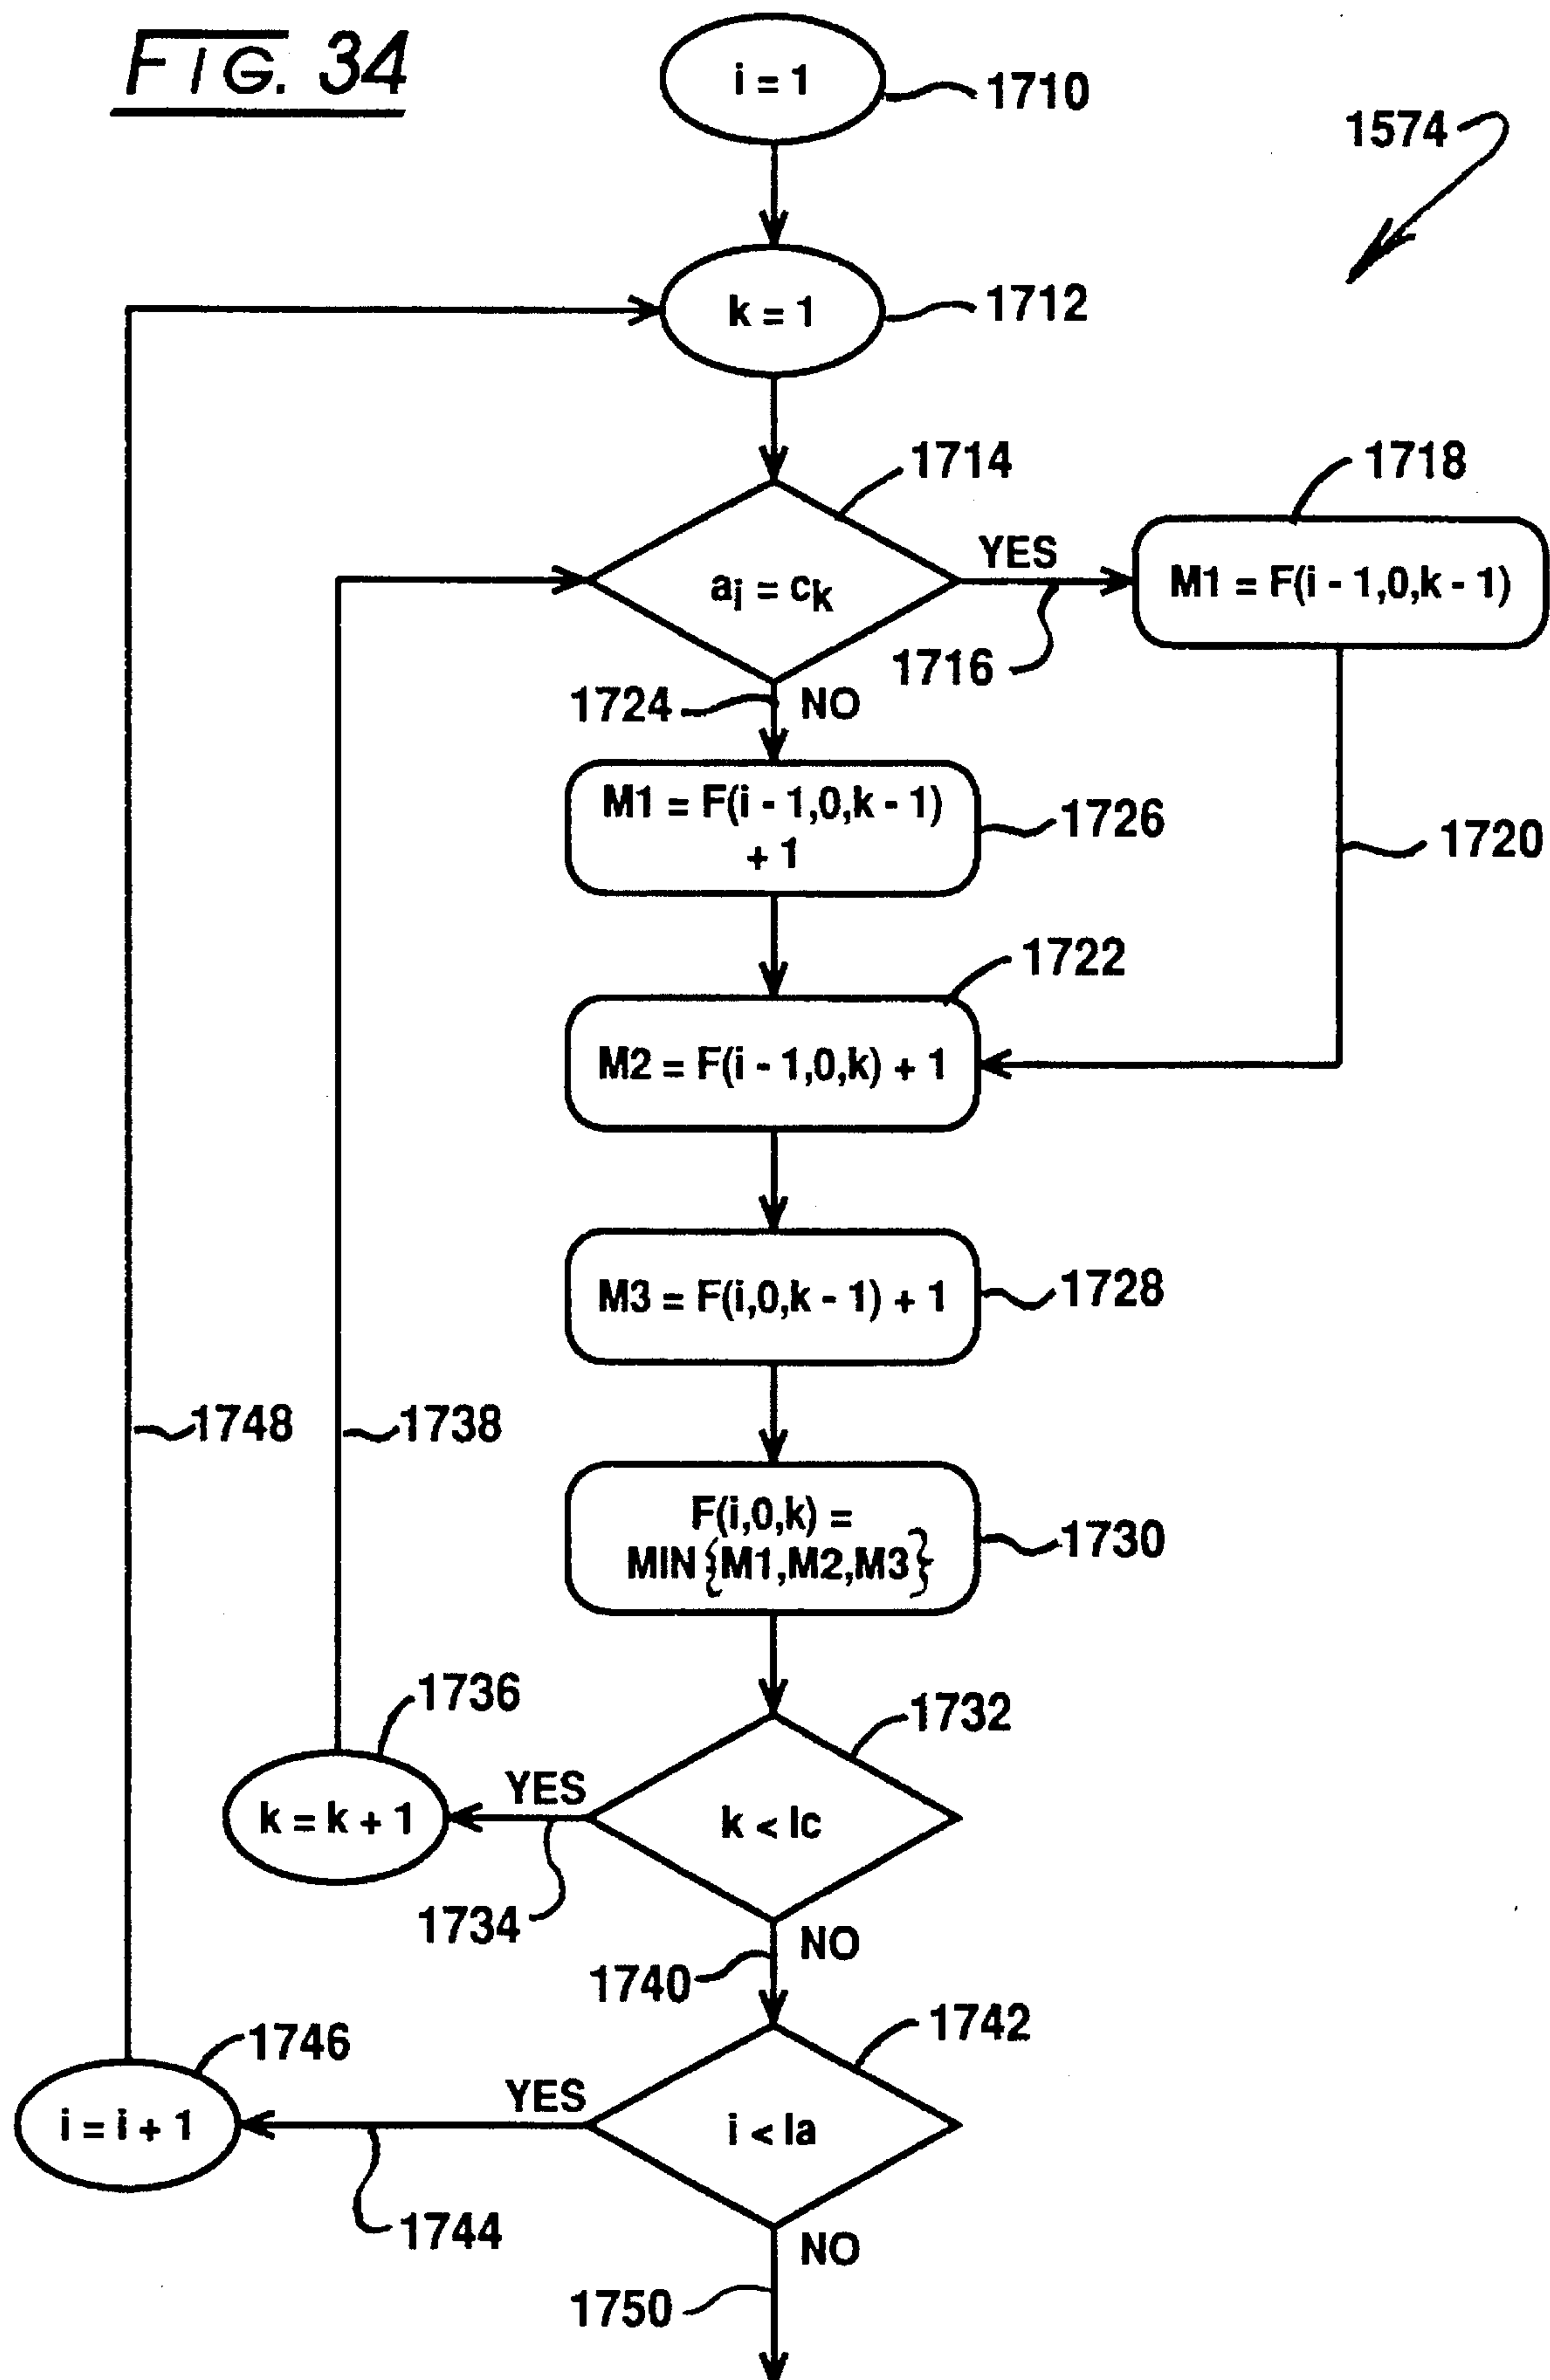 FIG. 34
i = 1
1710
1574
k = 1
1712
1714
1718
ai = ck
YES
M1 = F(i - 1,0,k - 1)
1716
1724
NO
M1 = F(i - 1,0,k - 1)
+ 1
1726
1720
1722
M2 = F(i - 1,0,k) + 1
M3 = F(i,0,k - 1) + 1
1728
1748
1738
F(i,0,k) =
MIN {M1,M2,M3}
1730
1736
1732
YES
k = k + 1
k < lc
1734
NO
1740
1742
1746
YES
i = i + 1
i < la
1744
NO
1750